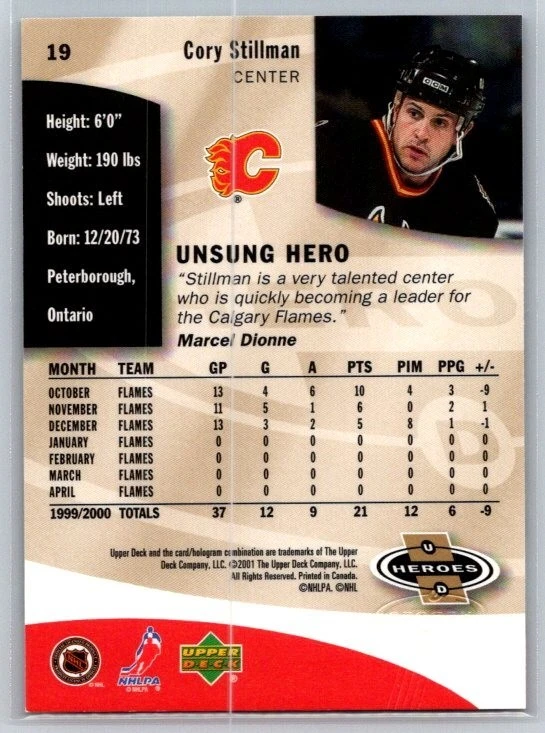 19
Cory Stillman
CENTER
CCM
Height: 6'0"
Weight: 190 lbs
Shoots: Left
Born: 12/20/73
Peterborough,
Ontario
C
®
UNSUNG HERO
"Stillman is a very talented center
who is quickly becoming a leader for
the Calgary Flames."
Marcel Dionne
MONTH TEAM GP G A PTS PIM PPG +/-
OCTOBER FLAMES 13 4 6 10 4 3 -9
NOVEMBER FLAMES 11 5 1 6 0 2 1
DECEMBER FLAMES 13 3 2 5 8 1 -1
JANUARY FLAMES 0 0 0 0 0 0 0
FEBRUARY FLAMES 0 0 0 0 0 0 0
MARCH FLAMES 0 0 0 0 0 0 0
APRIL FLAMES 0 0 0 0 0 0 0
1999/2000 TOTALS 37 12 9 21 12 6 -9
Upper Deck and the card/hologram combination are trademarks of The Upper
Deck Company, LLC. ©2001 The Upper Deck Company, LLC.
All Rights Reserved. Printed in Canada.
©NHLPA. ©NHL
U
HEROES
D
NHL
NHLPA
UPPER
DECK
®